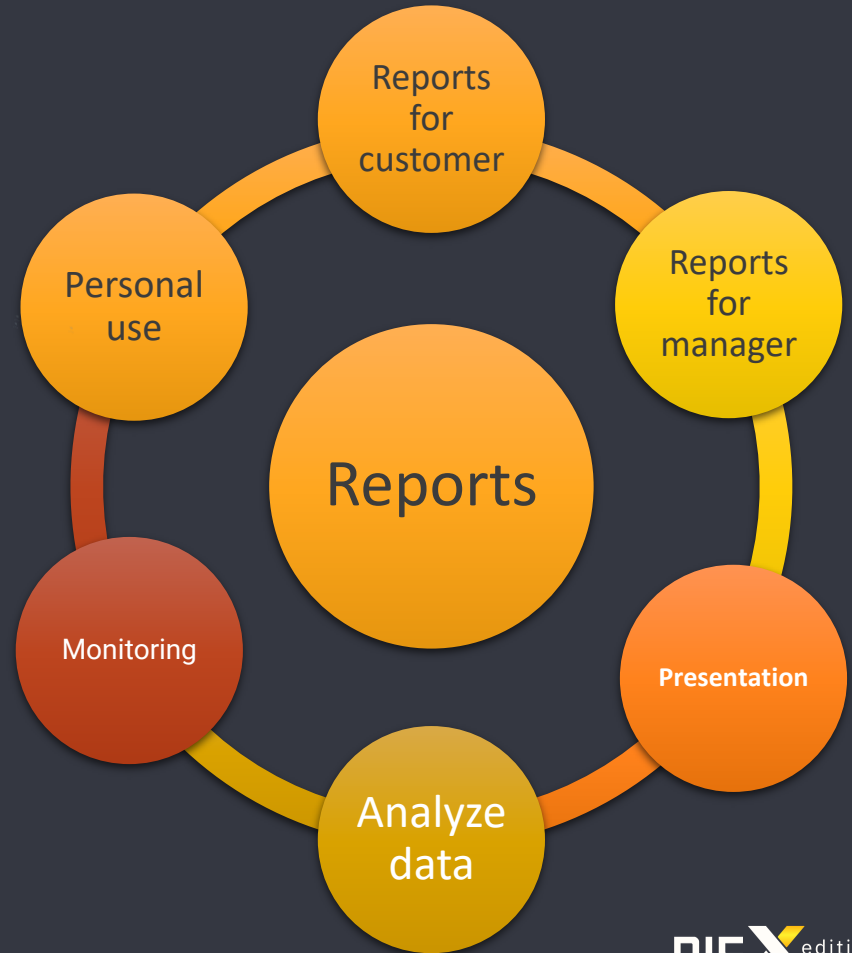 Reports
for
customer
Reports
for
manager
Presentation
Analyze
data
Monitoring
Personal
use
Reports